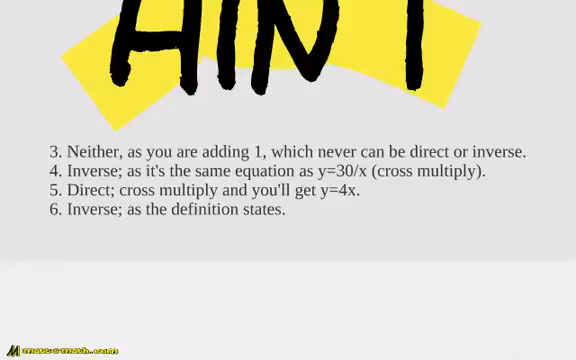 AIN'T
3. Neither, as you are adding 1, which never can be direct or inverse.
4. Inverse; as it's the same equation as y=30/x (cross multiply).
5. Direct; cross multiply and you'll get y=4x.
6. Inverse; as the definition states.